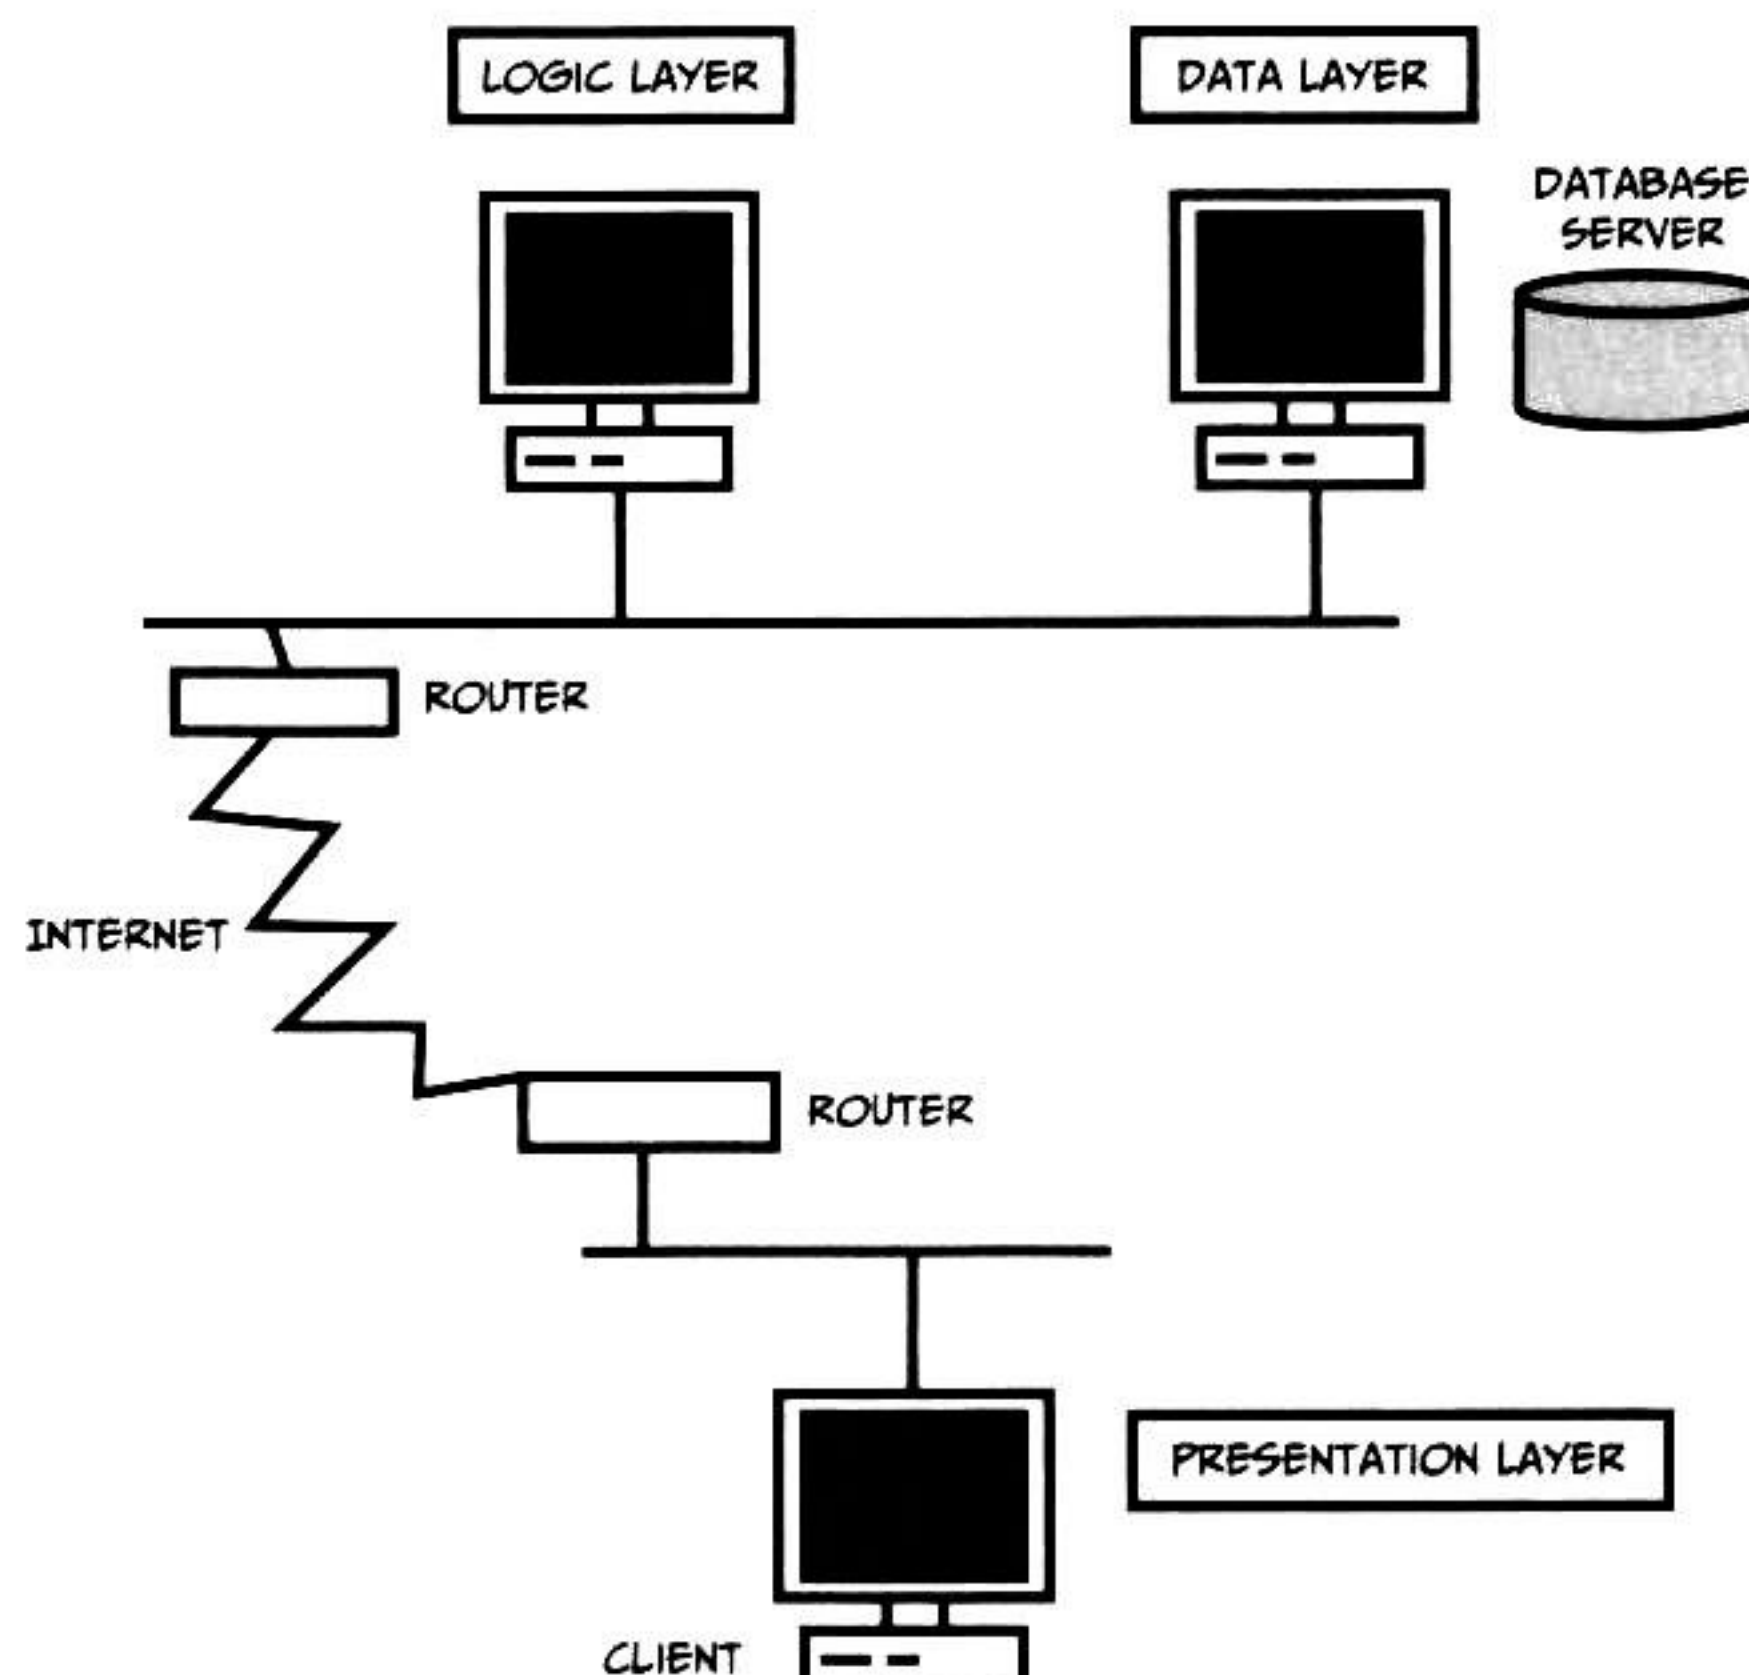 LOGIC LAYER
DATA LAYER
DATABASE
SERVER
ROUTER
INTERNET
ROUTER
PRESENTATION LAYER
CLIENT